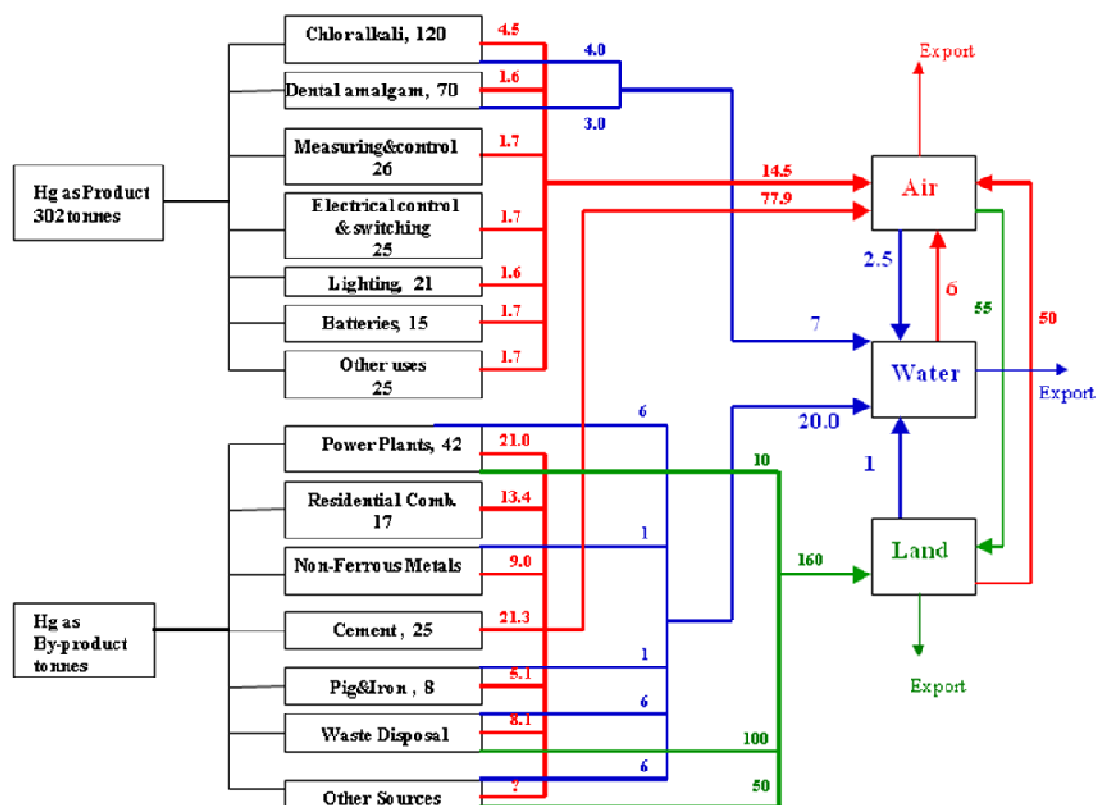 Chloralkali, 120
4.5
4.0
Export
Dental amalgam, 70
1.6
3.0
Measuring&control
26
1.7
14.5
Air
Hg as Product
302 tonnes
77.9
Electrical control
& switching
25
1.7
2.5
6
55
50
Lighting, 21
1.6
Batteries, 15
1.7
7
Other uses
25
1.7
Water
Export
6
20.0
Power Plants, 42
21.0
10
1
Residential Comb.
17
13.4
1
Land
Non-Ferrous Metals
9.0
160
Hg as
By-product
tonnes
Cement , 25
21.3
1
Pig&Iron , 8
5.1
Export
6
Waste Disposal
8.1
100
6
Other Sources
?
50